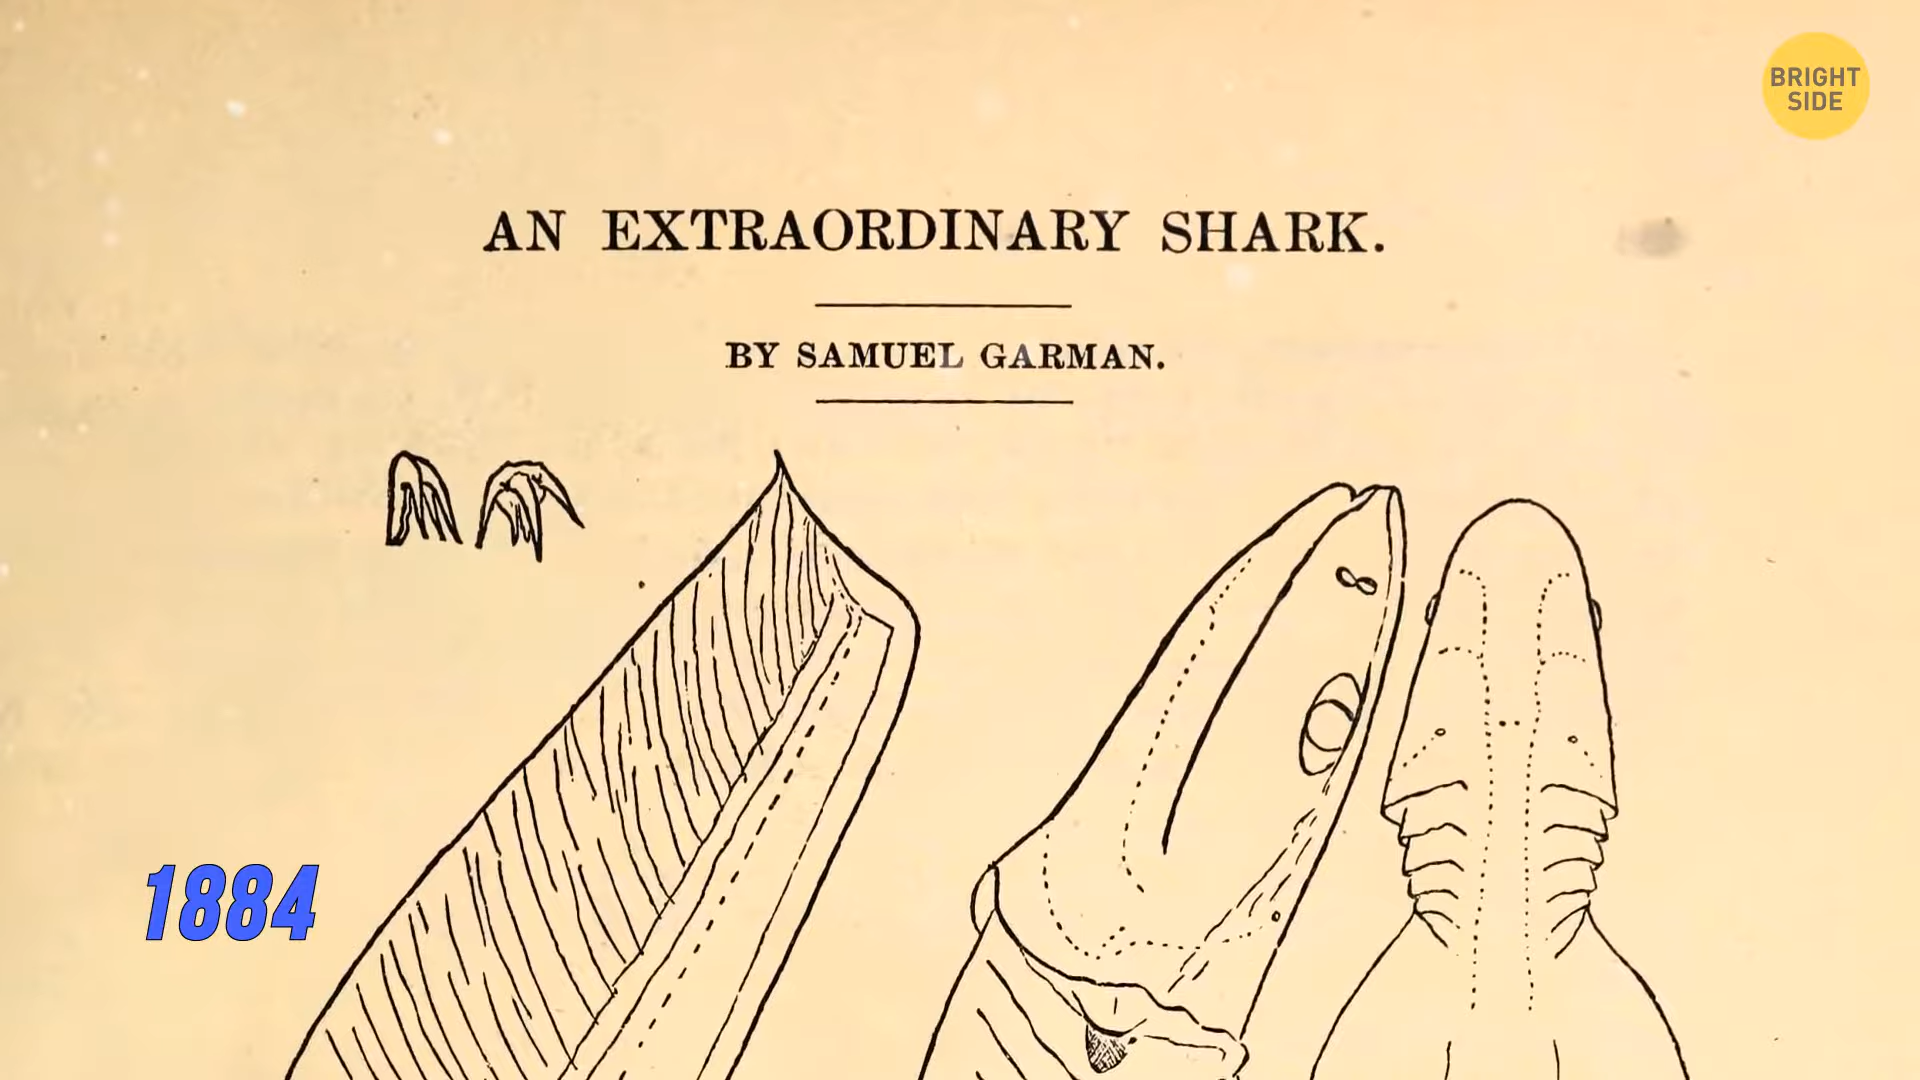 BRIGHT
SIDE
AN EXTRAORDINARY SHARK.
BY SAMUEL GARMAN.
1884